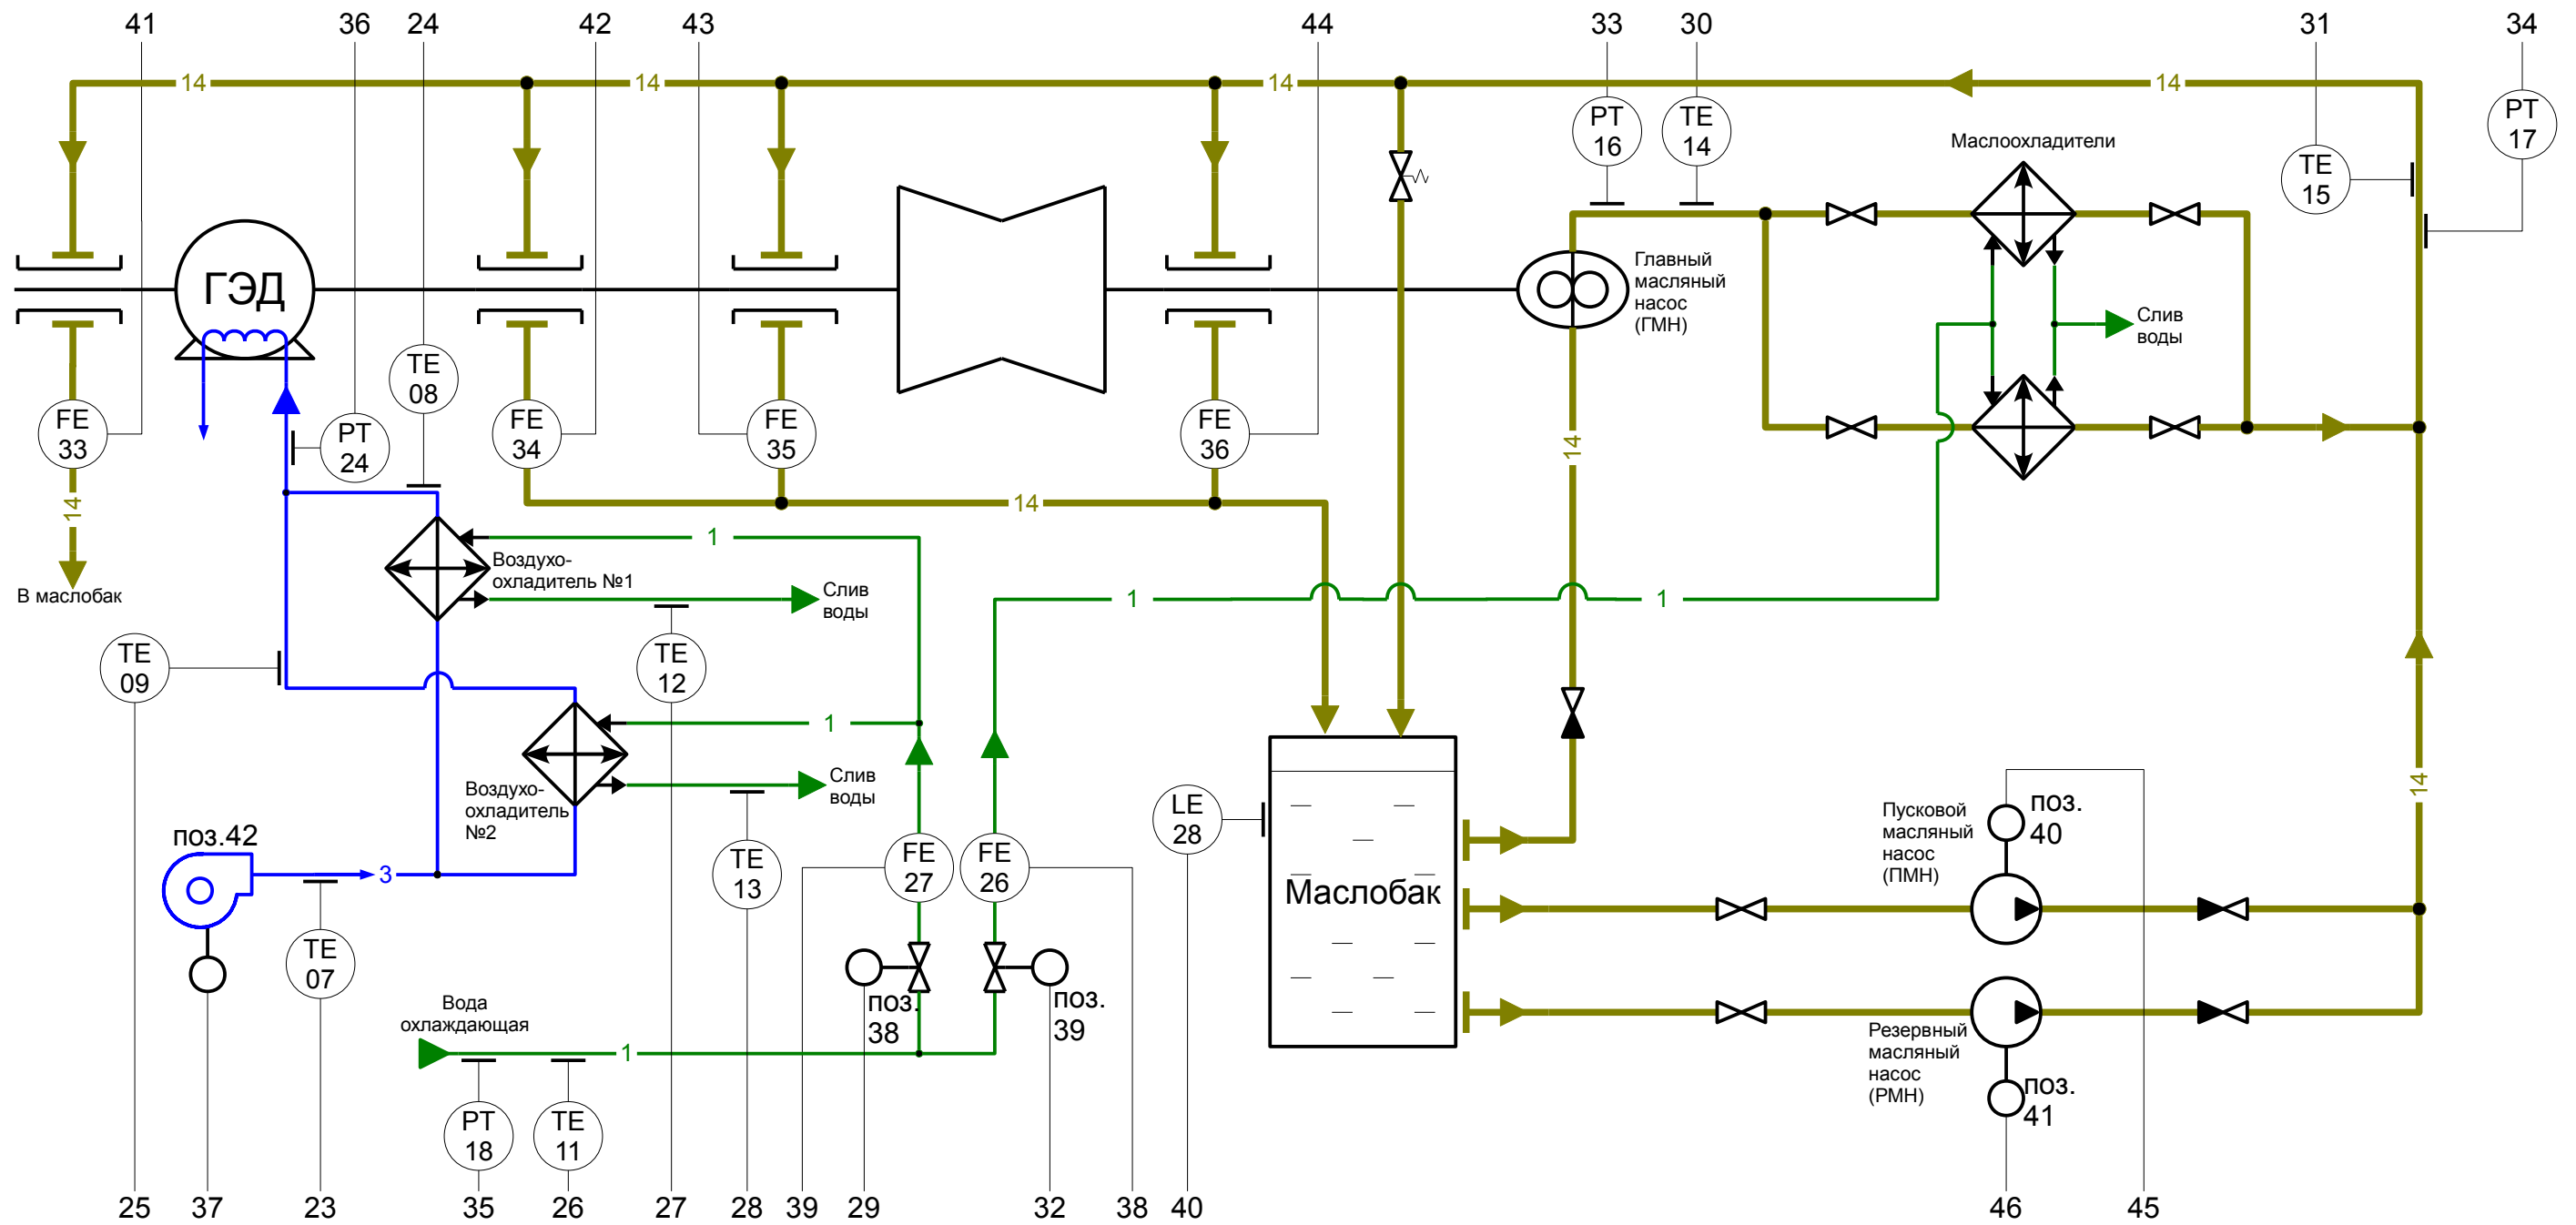 41 36 24 42 43 44 33 30 31 34
14 14 14 14
PT
16
TE
14
PT
17
TE
15
Маслоохладители
ГЭД
Главный
масляный
насос
(ГМН)
Слив
воды
TE
08
FE
33
PT
24
FE
34
FE
35
FE
36
14
14
14
1
Воздухо-
охладитель №1
Слив
воды
В маслобак
1
1
TE
09
TE
12
1
Слив
воды
Воздухо-
охладитель
№2
14
LE
28
Пусковой
масляный
насос
(ПМН)
поз.
40
поз.42
3
TE
13
FE
27
FE
26
Маслобак
TE
07
поз.
38
поз.
39
Вода
охлаждающая
1
Резервный
масляный
насос
(РМН)
поз.
41
PT
18
TE
11
25 37 23 35 26 27 28 39 29 32 38 40 46 45